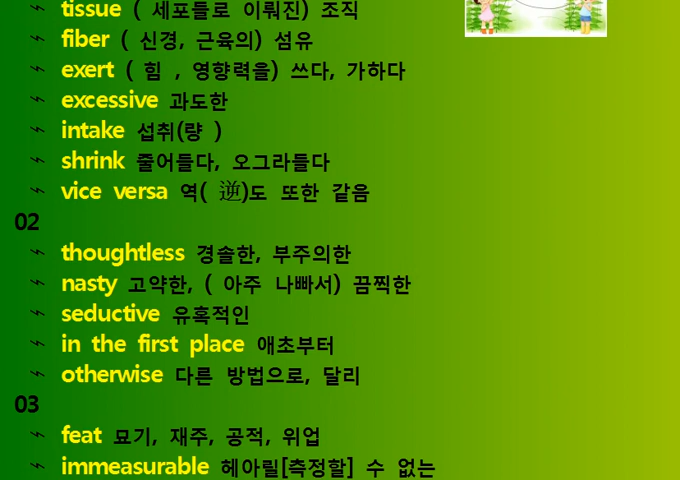 tissue ( 세포들로 이뤄진) 조직
fiber ( 신경, 근육의) 섬유
exert ( 힘 , 영향력을) 쓰다, 가하다
excessive 과도한
intake 섭취(량 )
shrink 줄어들다, 오그라들다
vice versa 역( 逆)도 또한 같음
02
thoughtless 경솔한, 부주의한
nasty 고약한, ( 아주 나빠서) 끔찍한
seductive 유혹적인
in the first place 애초부터
otherwise 다른 방법으로, 달리
03
feat 묘기, 재주, 공적, 위업
immeasurable 헤아릴[측정할] 수 없는